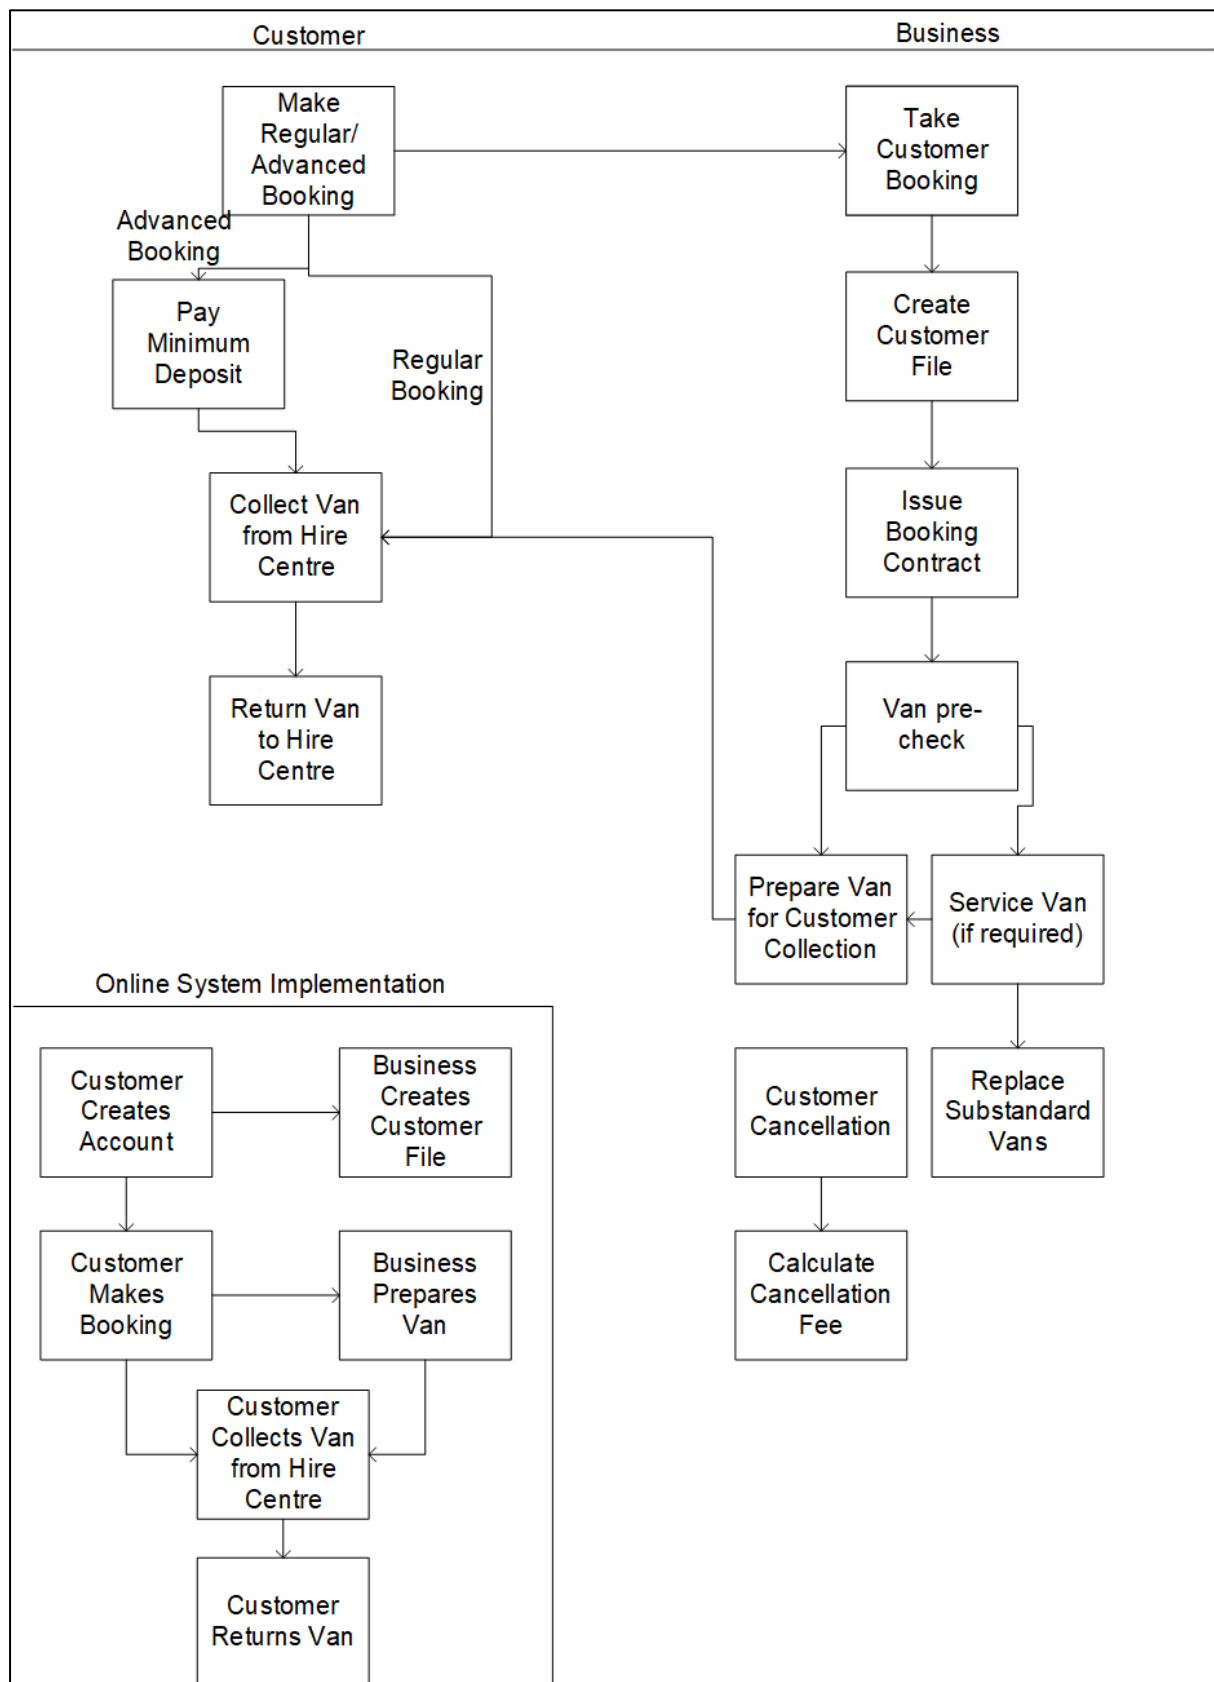 Customer
Business
Make
Regular/
Advanced
Booking
Take
Customer
Booking
Advanced
Booking
Pay
Minimum
Deposit
Regular
Booking
Create
Customer
File
Collect Van
from Hire
Centre
Issue
Booking
Contract
Return Van
to Hire
Centre
Van pre-
check
Prepare Van
for Customer
Collection
Service Van
(if required)
Customer
Cancellation
Replace
Substandard
Vans
Calculate
Cancellation
Fee
Online System Implementation
Customer
Creates
Account
Business
Creates
Customer
File
Customer
Makes
Booking
Business
Prepares
Van
Customer
Collects Van
from Hire
Centre
Customer
Returns Van